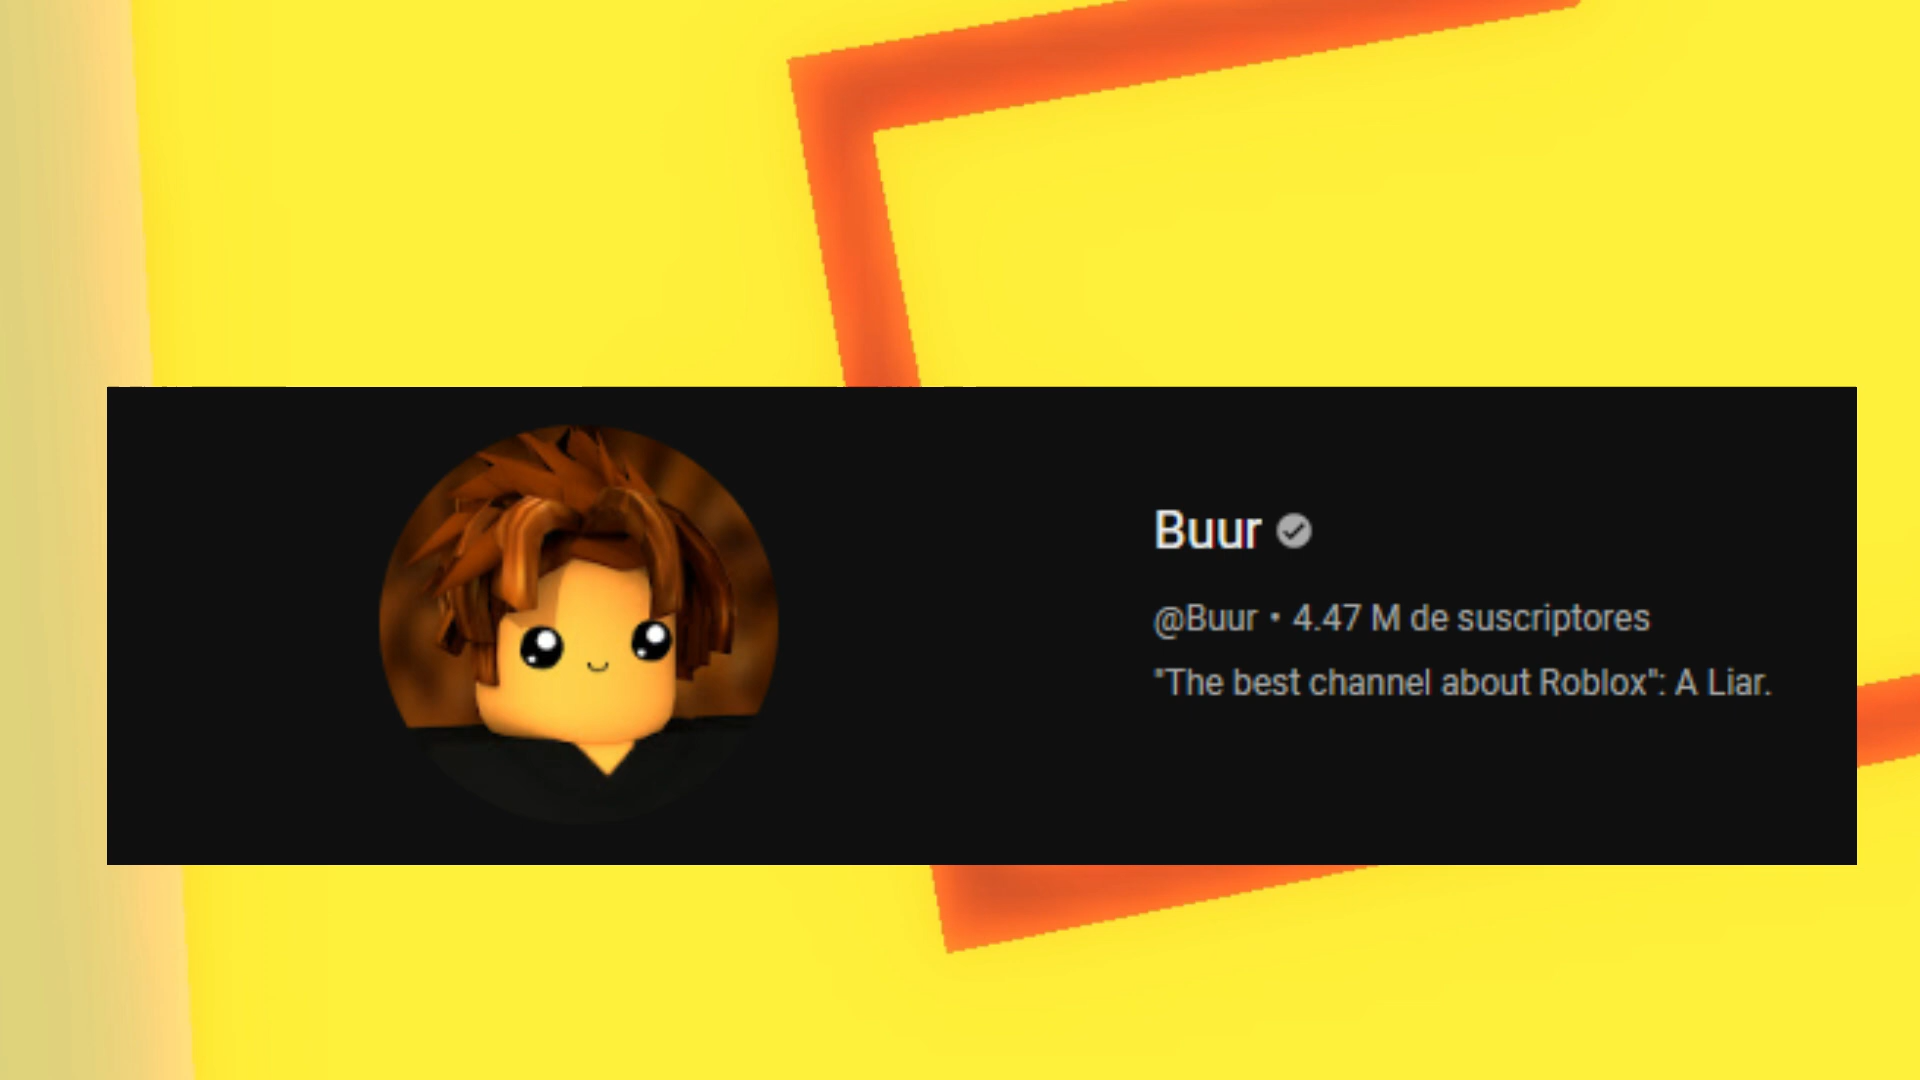 Buur
@Buur • 4.47 M de suscriptores
"The best channel about Roblox": A Liar.